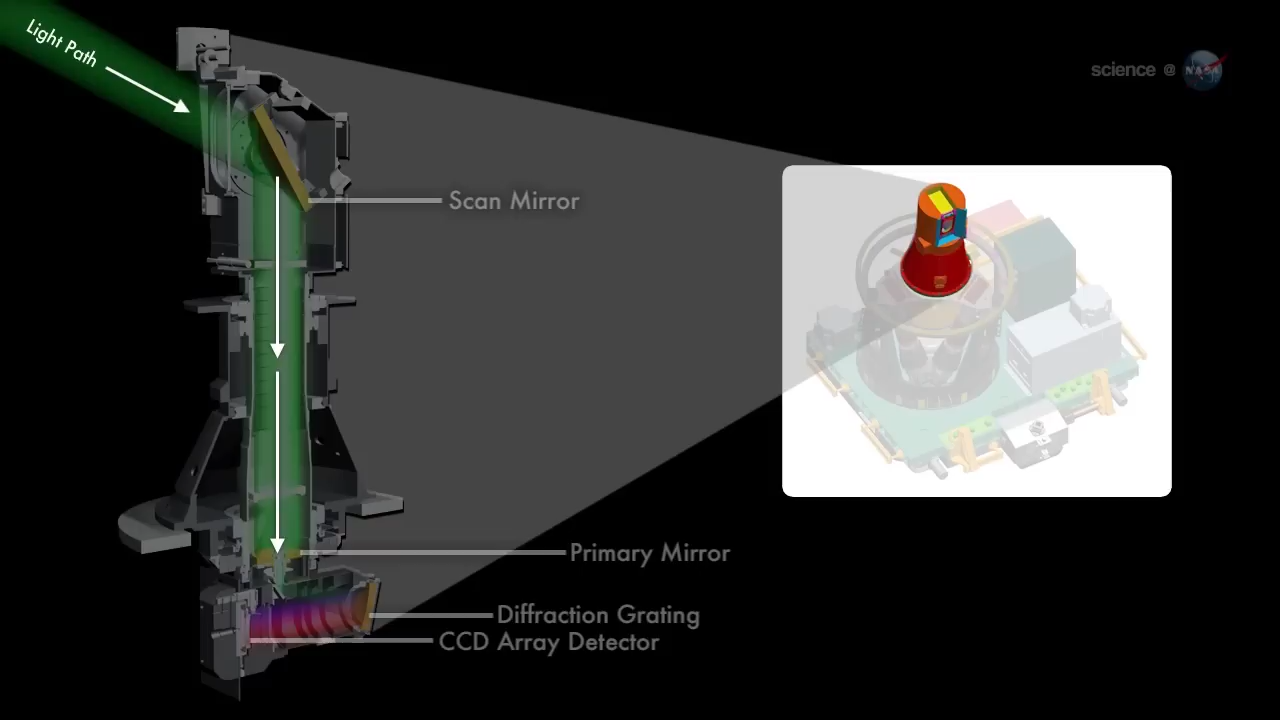 Light Path
science @ NASA
Scan Mirror
Primary Mirror
Diffraction Grating
CCD Array Detector